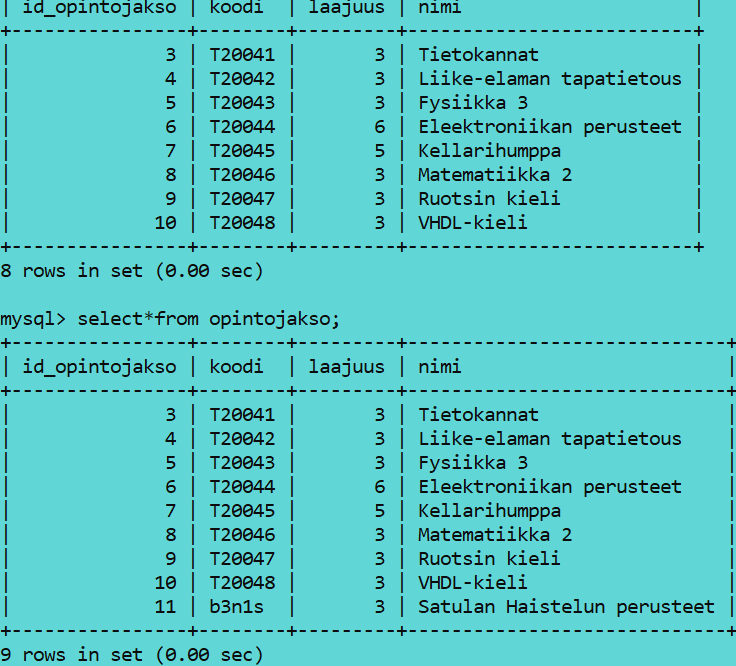 | id_opintojakso | koodi | laajuus | nimi |
+----------------+--------+---------+--------------------------+
| 3 | T20041 | 3 | Tietokannat |
| 4 | T20042 | 3 | Liike-elaman tapatietous |
| 5 | T20043 | 3 | Fysiikka 3 |
| 6 | T20044 | 6 | Eleektroniikan perusteet |
| 7 | T20045 | 5 | Kellarihumppa |
| 8 | T20046 | 3 | Matematiikka 2 |
| 9 | T20047 | 3 | Ruotsin kieli |
| 10 | T20048 | 3 | VHDL-kieli |
+----------------+--------+---------+--------------------------+
8 rows in set (0.00 sec)
mysql> select*from opintojakso;
+----------------+--------+---------+-----------------------------+
| id_opintojakso | koodi | laajuus | nimi |
+----------------+--------+---------+-----------------------------+
| 3 | T20041 | 3 | Tietokannat |
| 4 | T20042 | 3 | Liike-elaman tapatietous |
| 5 | T20043 | 3 | Fysiikka 3 |
| 6 | T20044 | 6 | Eleektroniikan perusteet |
| 7 | T20045 | 5 | Kellarihumppa |
| 8 | T20046 | 3 | Matematiikka 2 |
| 9 | T20047 | 3 | Ruotsin kieli |
| 10 | T20048 | 3 | VHDL-kieli |
| 11 | b3n1s | 3 | Satulan Haistelun perusteet |
+----------------+--------+---------+-----------------------------+
9 rows in set (0.00 sec)